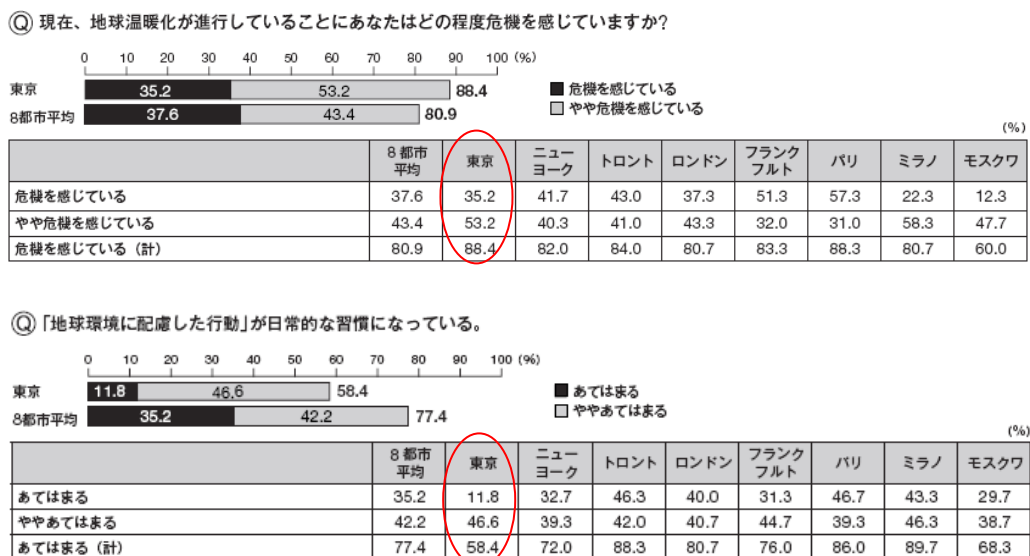 Q 現在、地球温暖化が進行していることにあなたはどの程度危機を感じていますか?
0 10 20 30 40 50 60 70 80 90 100 (%)
東京 35.2 53.2 88.4
8都市平均 37.6 43.4 80.9
危機を感じている
やや危機を感じている
(%)
8都市平均 東京 ニューヨーク トロント ロンドン フランクフルト パリ ミラノ モスクワ
危機を感じている 37.6 35.2 41.7 43.0 37.3 51.3 57.3 22.3 12.3
やや危機を感じている 43.4 53.2 40.3 41.0 43.3 32.0 31.0 58.3 47.7
危機を感じている(計) 80.9 88.4 82.0 84.0 80.7 83.3 88.3 80.7 60.0
Q 「地球環境に配慮した行動」が日常的な習慣になっている。
0 10 20 30 40 50 60 70 80 90 100 (%)
東京 11.8 46.6 58.4
8都市平均 35.2 42.2 77.4
あてはまる
ややあてはまる
(%)
8都市平均 東京 ニューヨーク トロント ロンドン フランクフルト パリ ミラノ モスクワ
あてはまる 35.2 11.8 32.7 46.3 40.0 31.3 46.7 43.3 29.7
ややあてはまる 42.2 46.6 39.3 42.0 40.7 44.7 39.3 46.3 38.7
あてはまる(計) 77.4 58.4 72.0 88.3 80.7 76.0 86.0 89.7 68.3